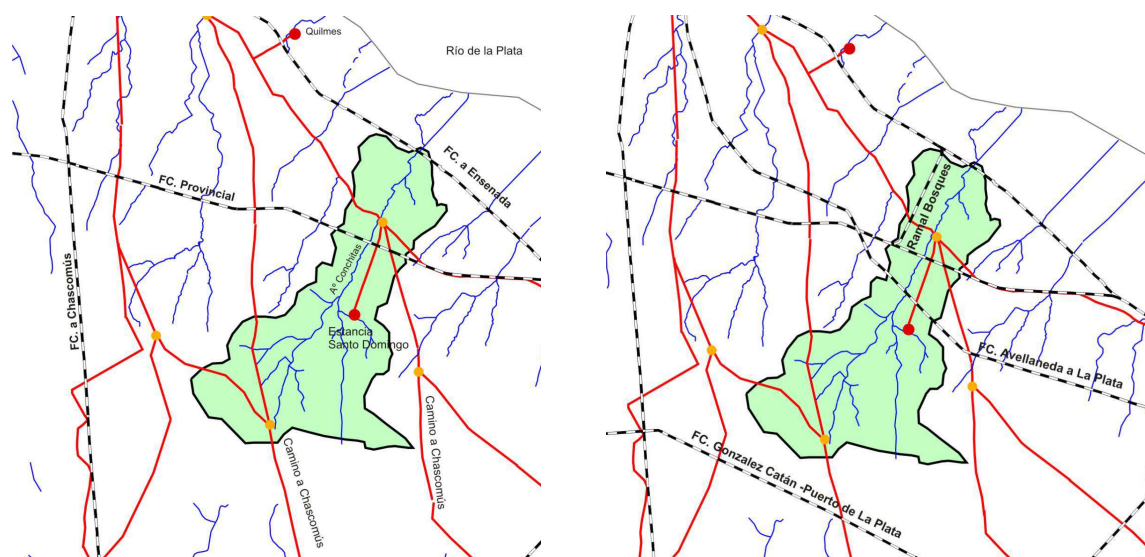 Quilmes
Río de la Plata
FC. a Ensenada
FC. Provincial
Aº Conchitas
FC. a Chascomús
Estancia
Santo Domingo
Camino a Chascomús
Camino a Chascomús
Ramal Bosques
FC. Avellaneda a La Plata
FC. Gonzalez Catán -Puerto de La Plata